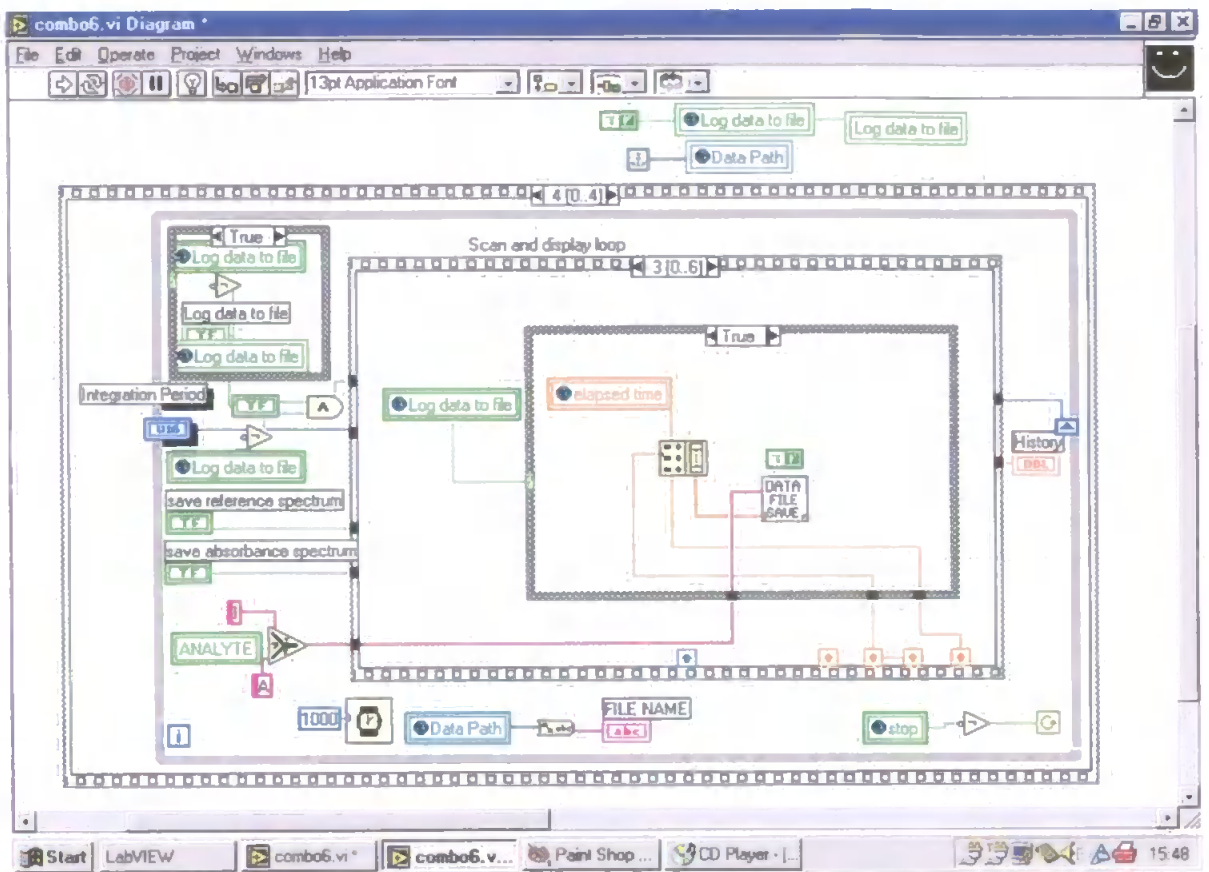 combo6.vi Diagram *
File Edit Operate Project Windows Help
13pt Application Font
Log data to file
Log data to file
Data Path
4 [0..4]
True
Log data to file
Scan and display loop
3 [0..6]
Log data to file
TF
True
Log data to file
Integration Period
TF
Log data to file
elapsed time
U16
History
Log data to file
DBL
save reference spectrum
TF
DATA
FILE
SAVE
save absorbance spectrum
TF
ANALYTE
A
1000
Data Path
abc
FILE NAME
abc
stop
i
Start
LabVIEW
combo6.vi *
combo6.v...
Paint Shop ...
CD Player - [...
15:48